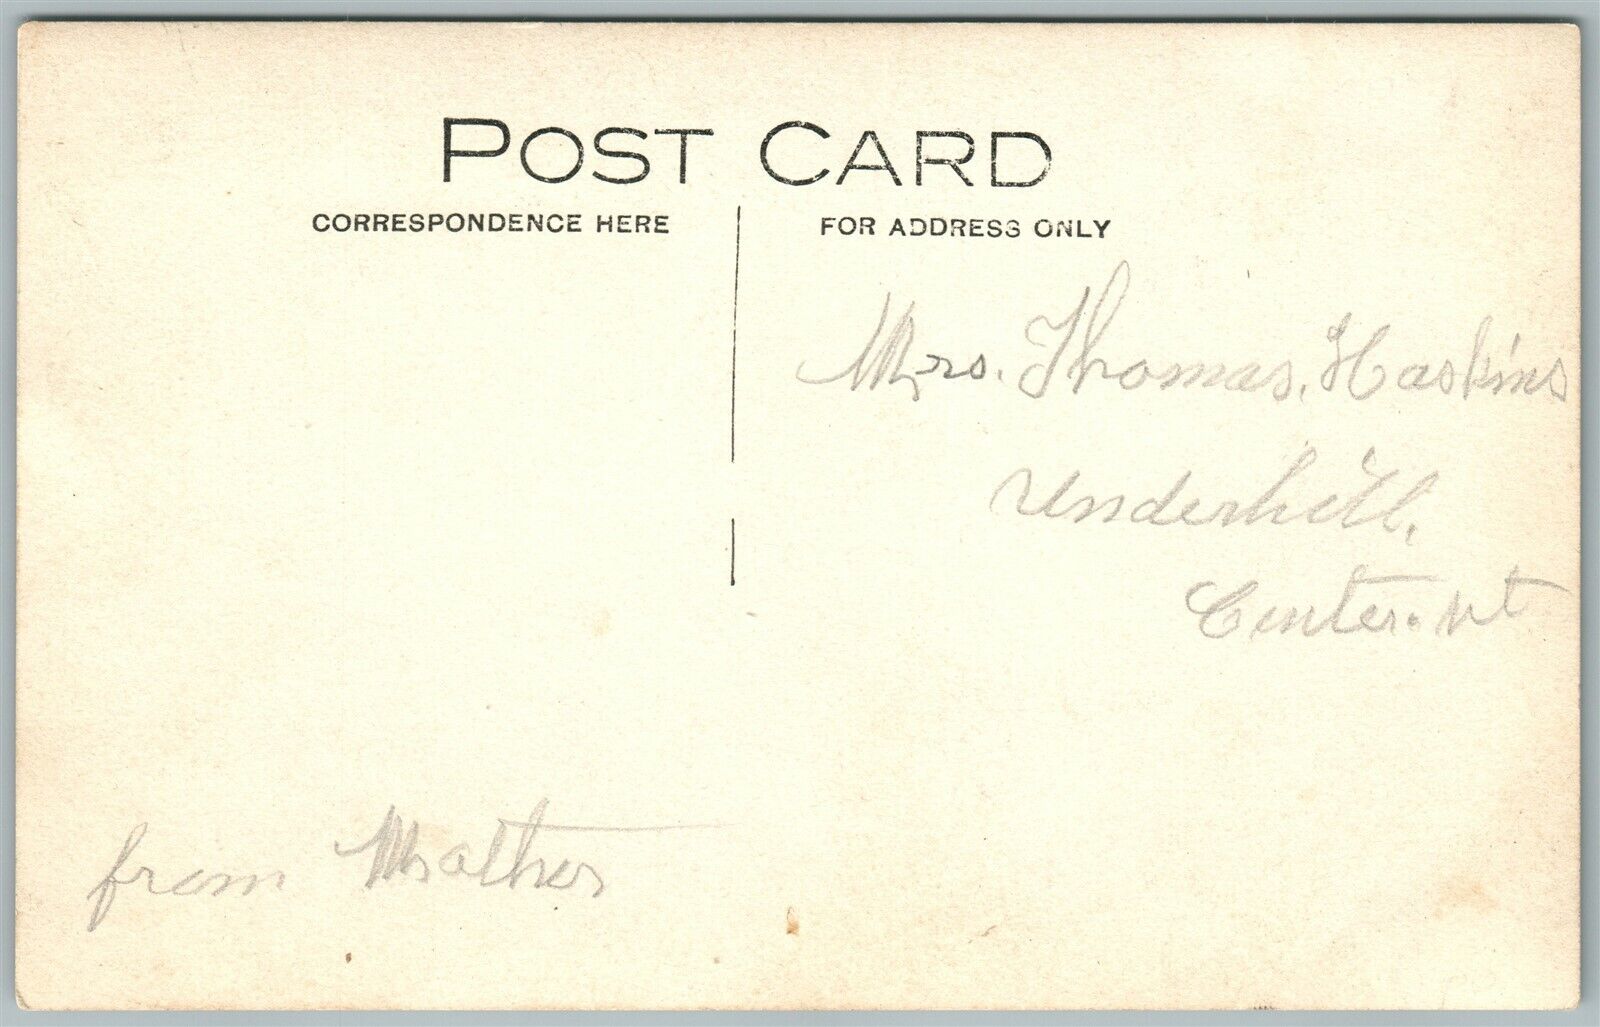 POST CARD
CORRESPONDENCE HERE
FOR ADDRESS ONLY
Mrs. Thomas. Haskins
Underhill.
Center. Vt
from Mother